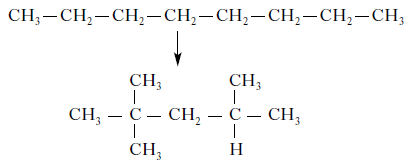 CH₃—CH₂—CH₂—CH₂—CH₂—CH₂—CH₂—CH₃
CH₃ CH₃
CH₃ — C — CH₂ — C — CH₃
CH₃ H